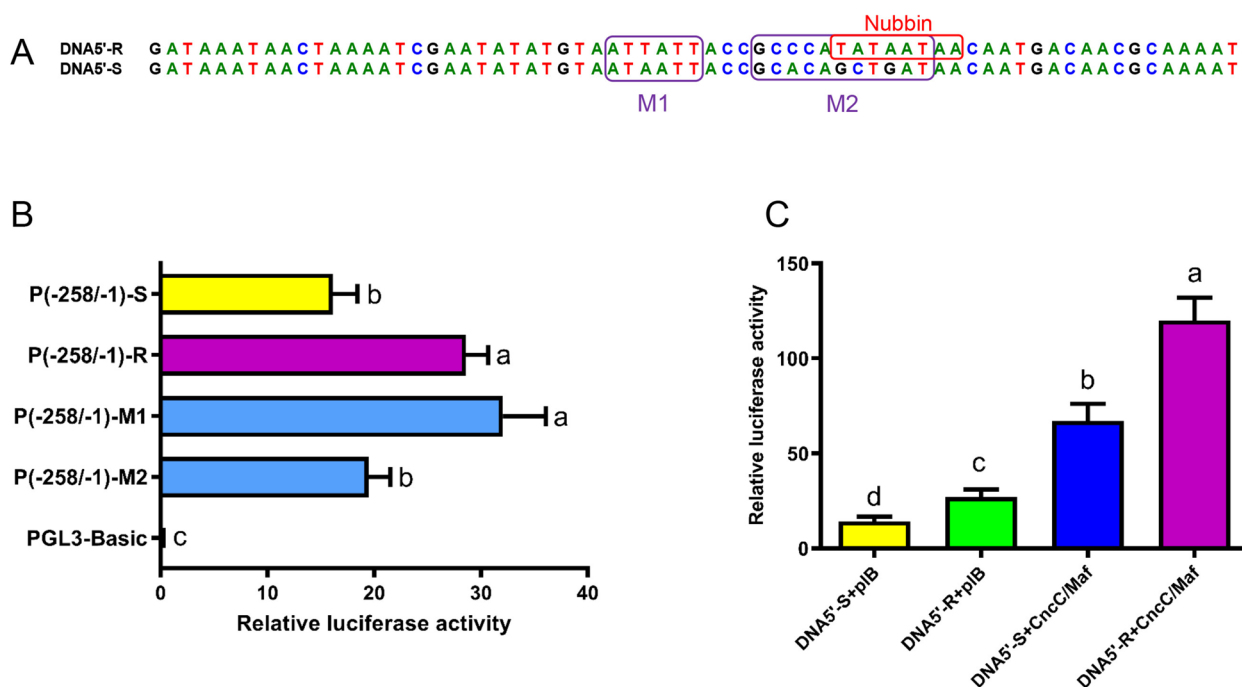 A
Nubbin
DNA5'-R GATAAATAACTAAAATCGAATATATGTAATTATTACCGCCCATATAATAACAATGACAACGCAAAAT
DNA5'-S GATAAATAACTAAAATCGAATATATGTAATAATTACCGCACAGCTGATAACAATGACAACGCAAAAT
M1 M2
B
P(-258/-1)-S b
P(-258/-1)-R a
P(-258/-1)-M1 a
P(-258/-1)-M2 b
PGL3-Basic c
0 10 20 30 40
Relative luciferase activity
C
Relative luciferase activity
150
100
50
0
d c b a
DNA5'-S+pIB
DNA5'-R+pIB
DNA5'-S+CncC/Maf
DNA5'-R+CncC/Maf